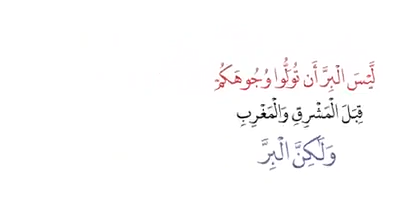 لَّيْسَ الْبِرَّ أَن تُوَلُّوا وُجُوهَكُمْ
قِبَلَ الْمَشْرِقِ وَالْمَغْرِبِ
وَلَٰكِنَّ الْبِرَّ